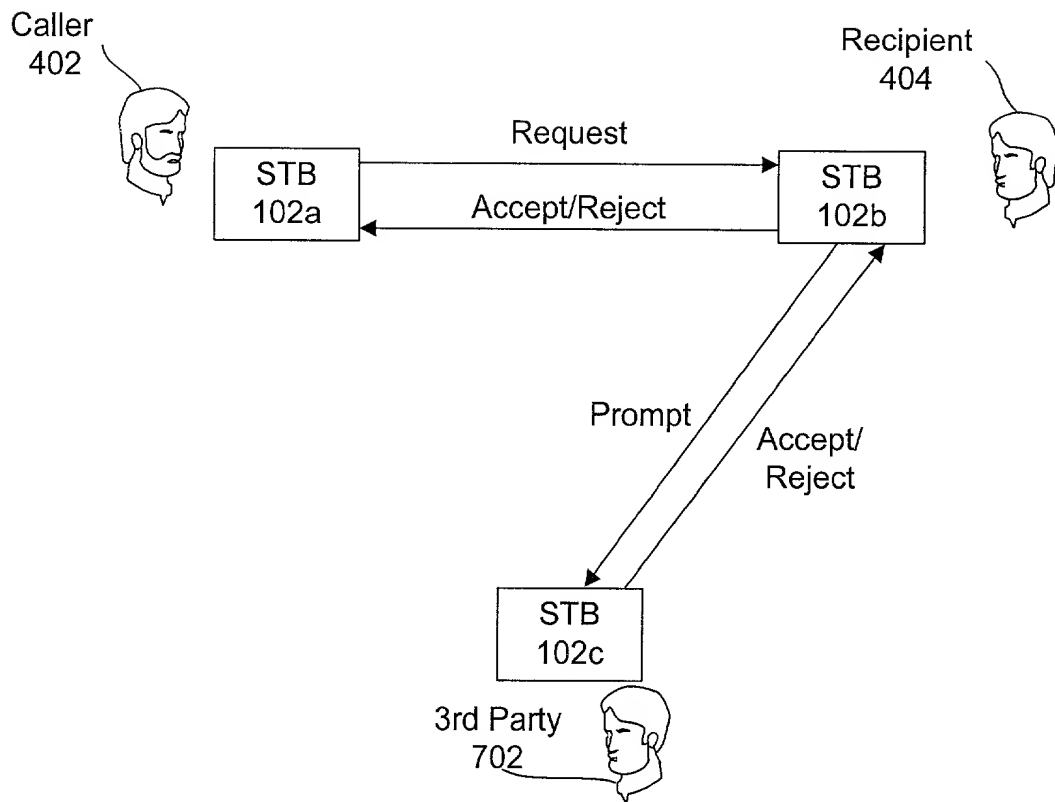 Caller
402
Recipient
404
Request
STB
102a
STB
102b
Accept/Reject
Prompt
Accept/
Reject
STB
102c
3rd Party
702